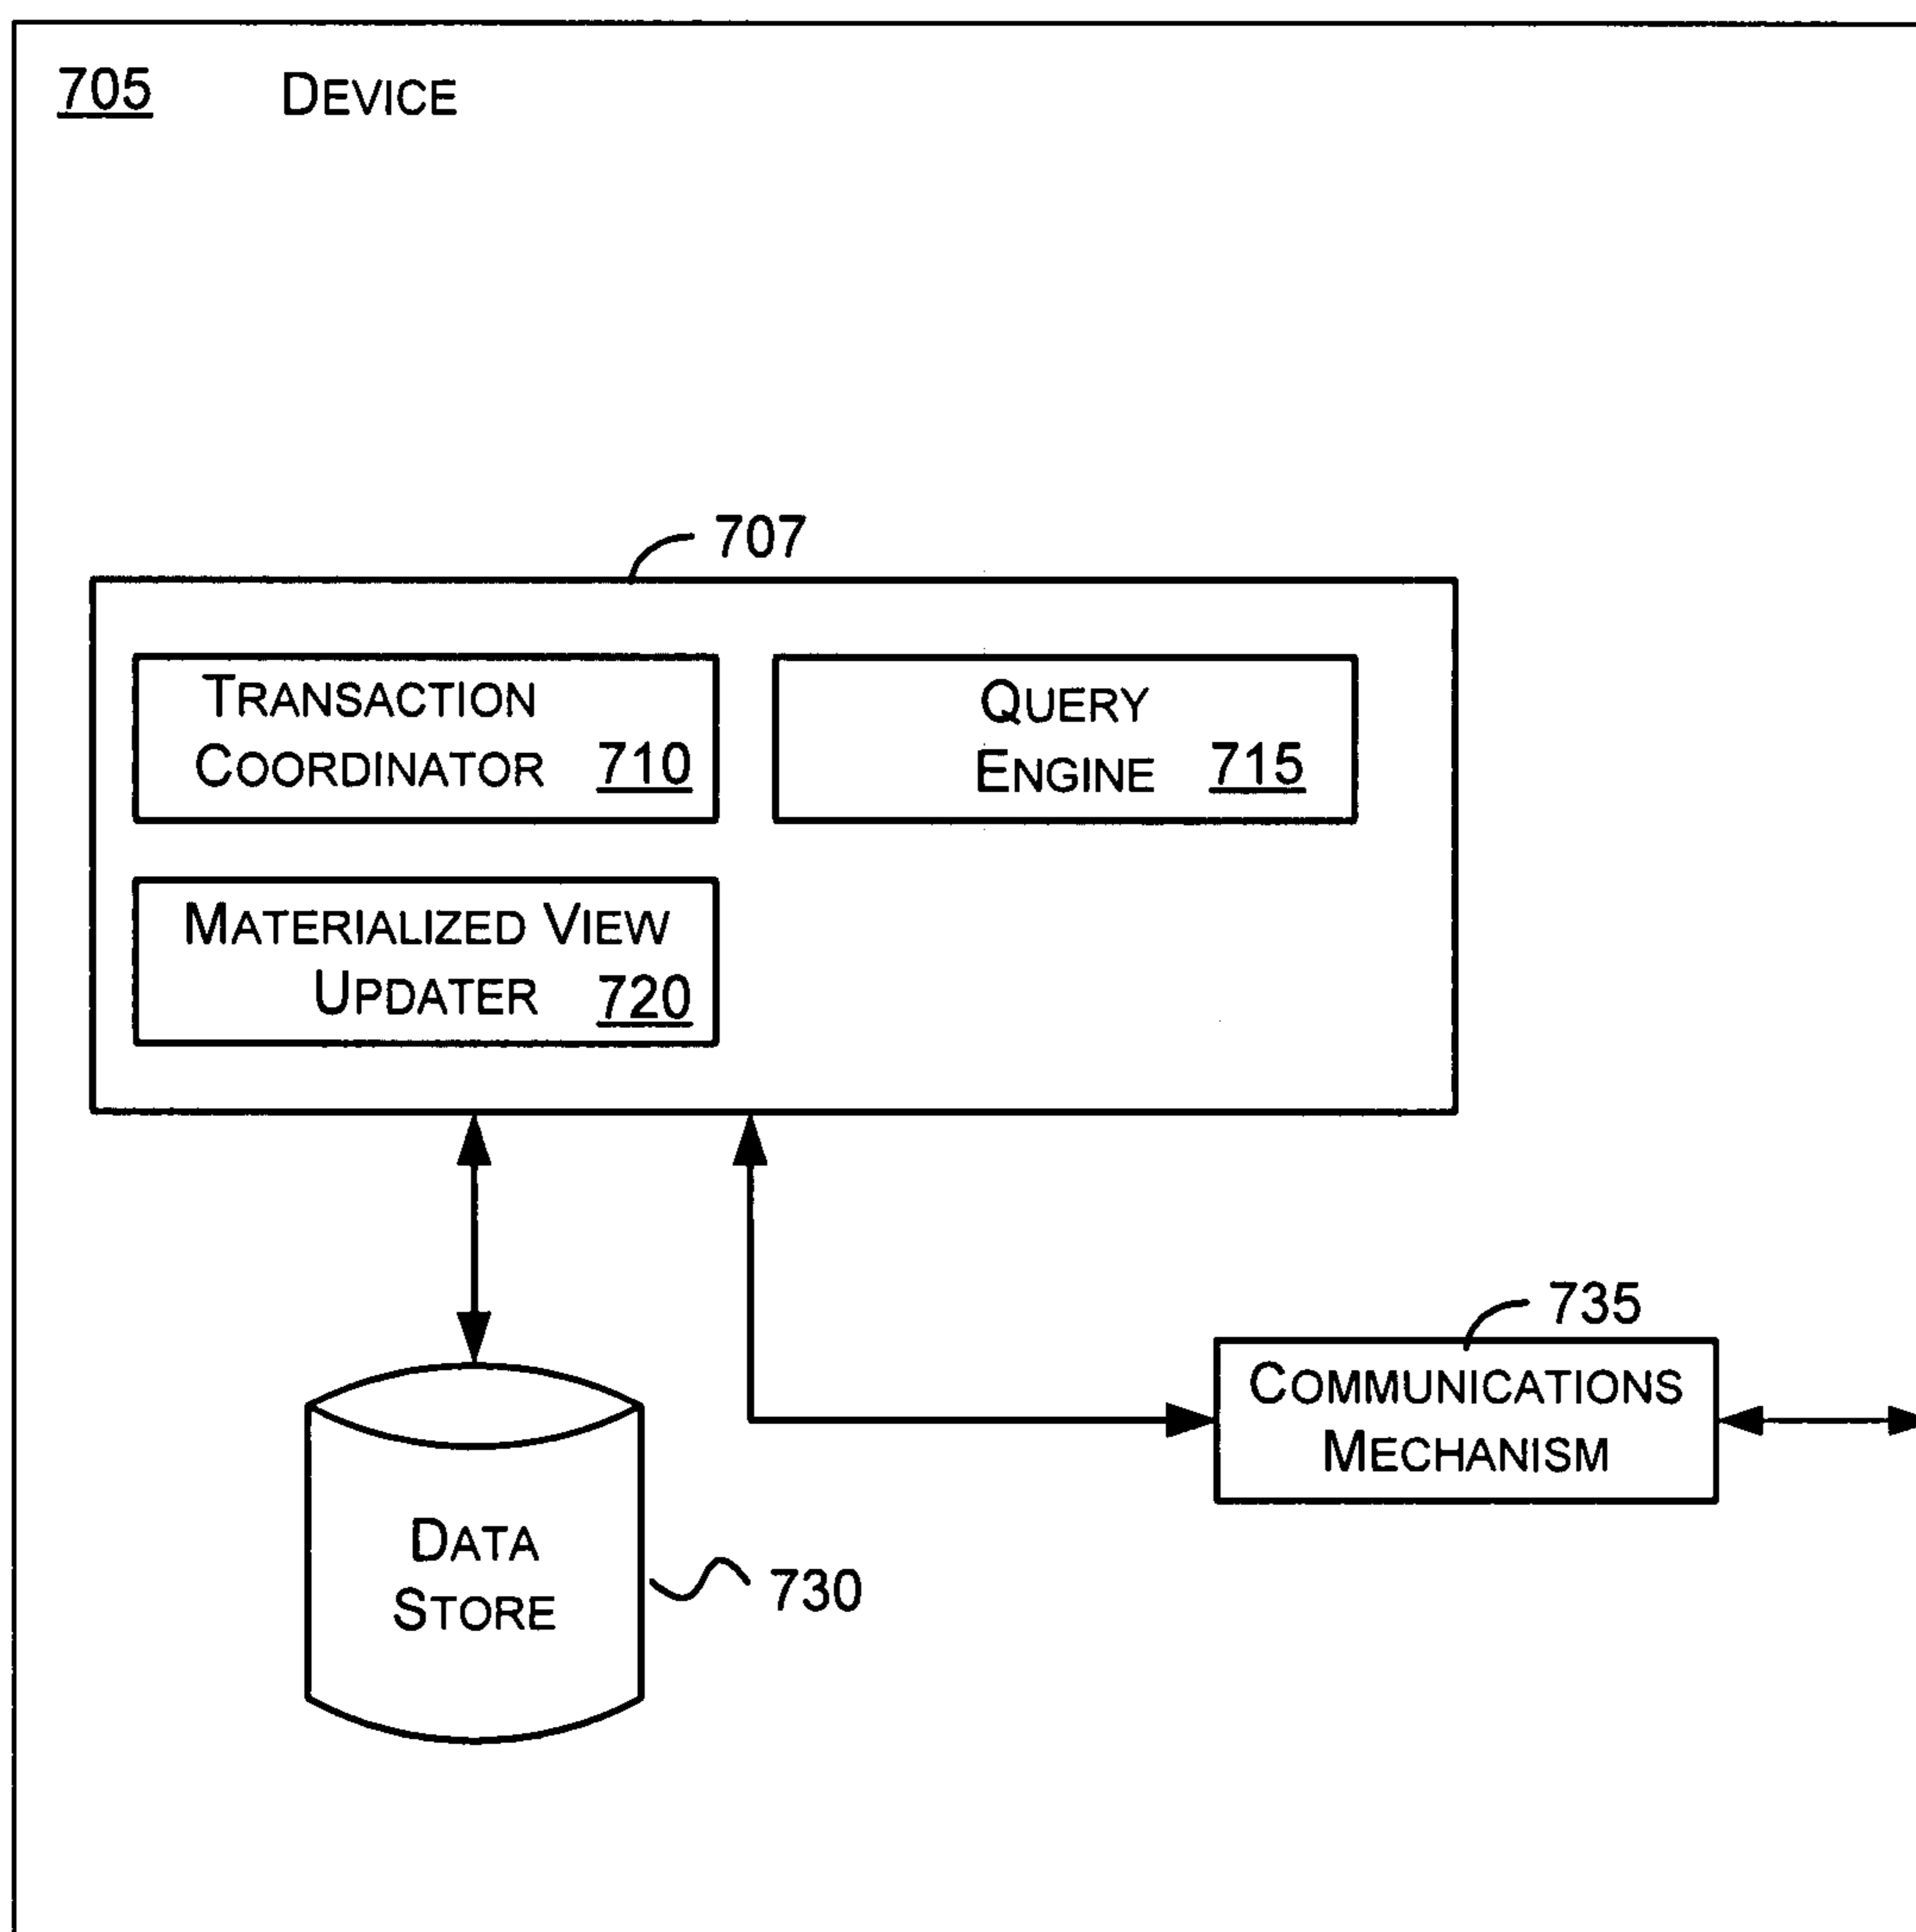 705 DEVICE
707
TRANSACTION
COORDINATOR 710
QUERY
ENGINE 715
MATERIALIZED VIEW
UPDATER 720
735
COMMUNICATIONS
MECHANISM
DATA
STORE
730